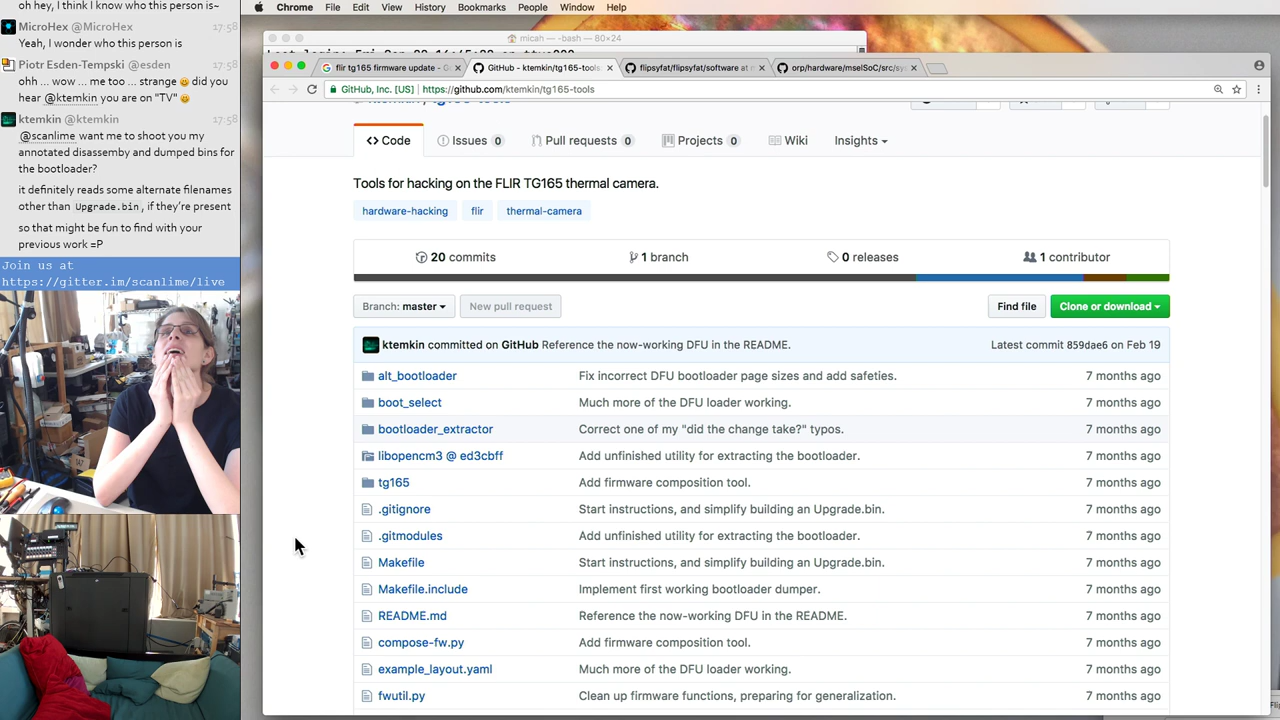 oh hey, I think I know who this person is~
MicroHex @MicroHex 17:58
Yeah, I wonder who this person is
Piotr Esden-Tempski @esden 17:58
ohh ... wow ... me too ... strange did you
hear @ktemkin you are on "TV"
ktemkin @ktemkin 17:58
@scanlime want me to shoot you my
annotated disassemby and dumped bins for
the bootloader?
it definitely reads some alternate filenames
other than Upgrade.bin, if they're present
so that might be fun to find with your
previous work =P
Join us at
https://gitter.im/scanlime/live
Chrome File Edit View History Bookmarks People Window Help
micah — -bash — 80×24
flir tg165 firmware update - G
GitHub - ktemkin/tg165-tools:
flipsyfat/flipsyfat/software at m
orp/hardware/mselSoC/src/sys
GitHub, Inc. [US] https://github.com/ktemkin/tg165-tools
Code Issues 0 Pull requests 0 Projects 0 Wiki Insights
Tools for hacking on the FLIR TG165 thermal camera.
hardware-hacking flir thermal-camera
20 commits 1 branch 0 releases 1 contributor
Branch: master New pull request Find file Clone or download
ktemkin committed on GitHub Reference the now-working DFU in the README. Latest commit 859dae6 on Feb 19
alt_bootloader Fix incorrect DFU bootloader page sizes and add safeties. 7 months ago
boot_select Much more of the DFU loader working. 7 months ago
bootloader_extractor Correct one of my "did the change take?" typos. 7 months ago
libopencm3 @ ed3cbff Add unfinished utility for extracting the bootloader. 7 months ago
tg165 Add firmware composition tool. 7 months ago
.gitignore Start instructions, and simplify building an Upgrade.bin. 7 months ago
.gitmodules Add unfinished utility for extracting the bootloader. 7 months ago
Makefile Start instructions, and simplify building an Upgrade.bin. 7 months ago
Makefile.include Implement first working bootloader dumper. 7 months ago
README.md Reference the now-working DFU in the README. 7 months ago
compose-fw.py Add firmware composition tool. 7 months ago
example_layout.yaml Much more of the DFU loader working. 7 months ago
fwutil.py Clean up firmware functions, preparing for generalization. 7 months ago